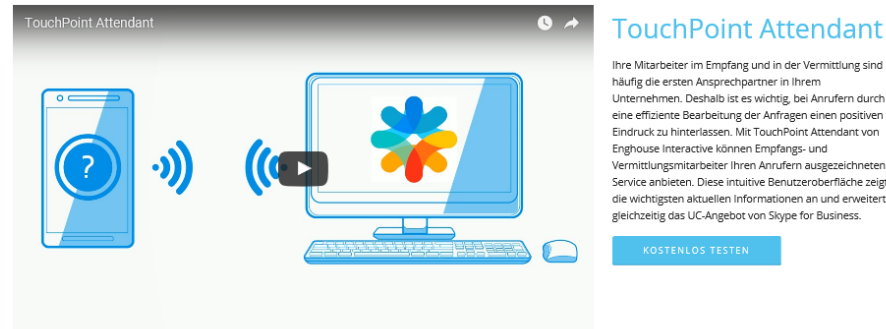 TouchPoint Attendant
?
TouchPoint Attendant
Ihre Mitarbeiter im Empfang und in der Vermittlung sind
häufig die ersten Ansprechpartner in Ihrem
Unternehmen. Deshalb ist es wichtig, bei Anrufern durch
eine effiziente Bearbeitung der Anfragen einen positiven
Eindruck zu hinterlassen. Mit TouchPoint Attendant von
Enghouse Interactive können Empfangs- und
Vermittlungsmitarbeiter Ihren Anrufern ausgezeichneten
Service anbieten. Diese intuitive Benutzeroberfläche zeigt
die wichtigsten aktuellen Informationen an und erweitert
gleichzeitig das UC-Angebot von Skype for Business.
KOSTENLOS TESTEN